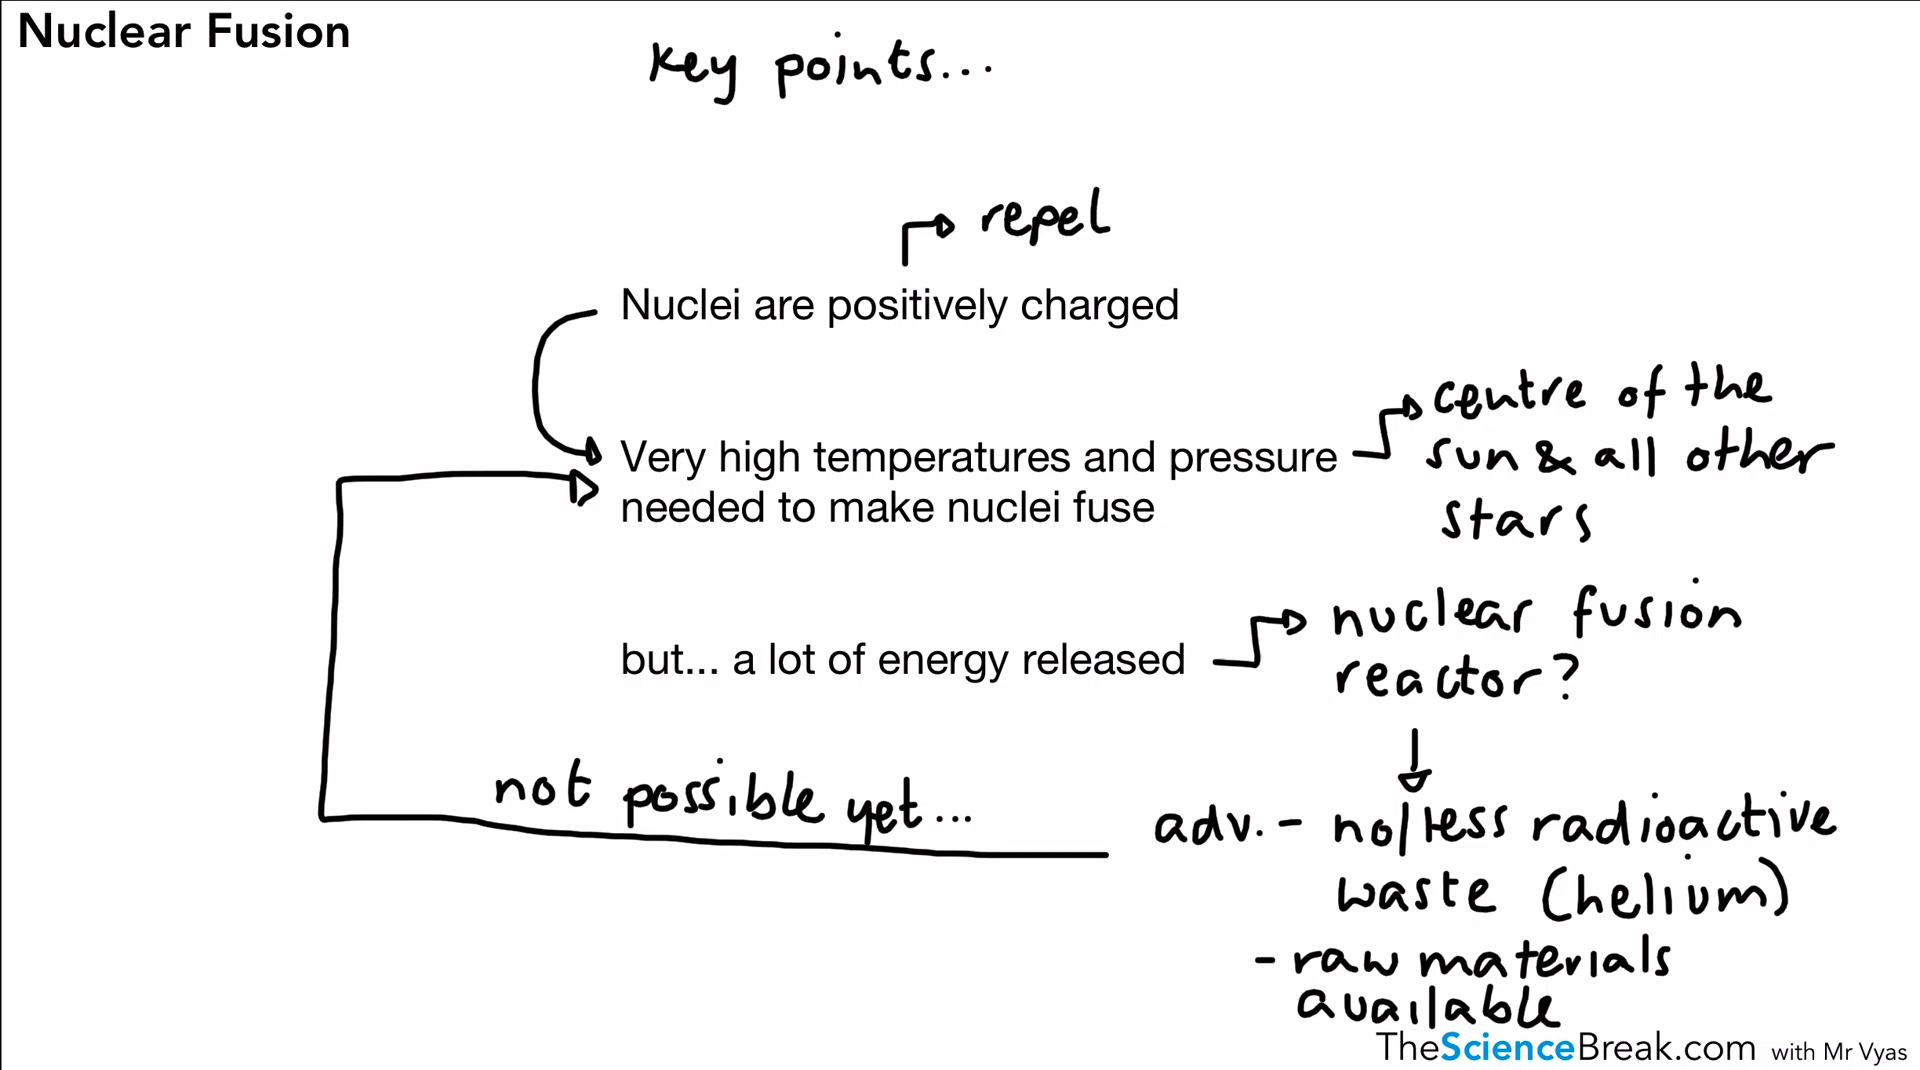 Nuclear Fusion
key points...
repel
Nuclei are positively charged
Very high temperatures and pressure
needed to make nuclei fuse
centre of the
sun & all other
stars
but... a lot of energy released
nuclear fusion
reactor?
not possible yet...
adv. - no/less radioactive
waste (helium)
- raw materials
available
TheScienceBreak.com with Mr Vyas